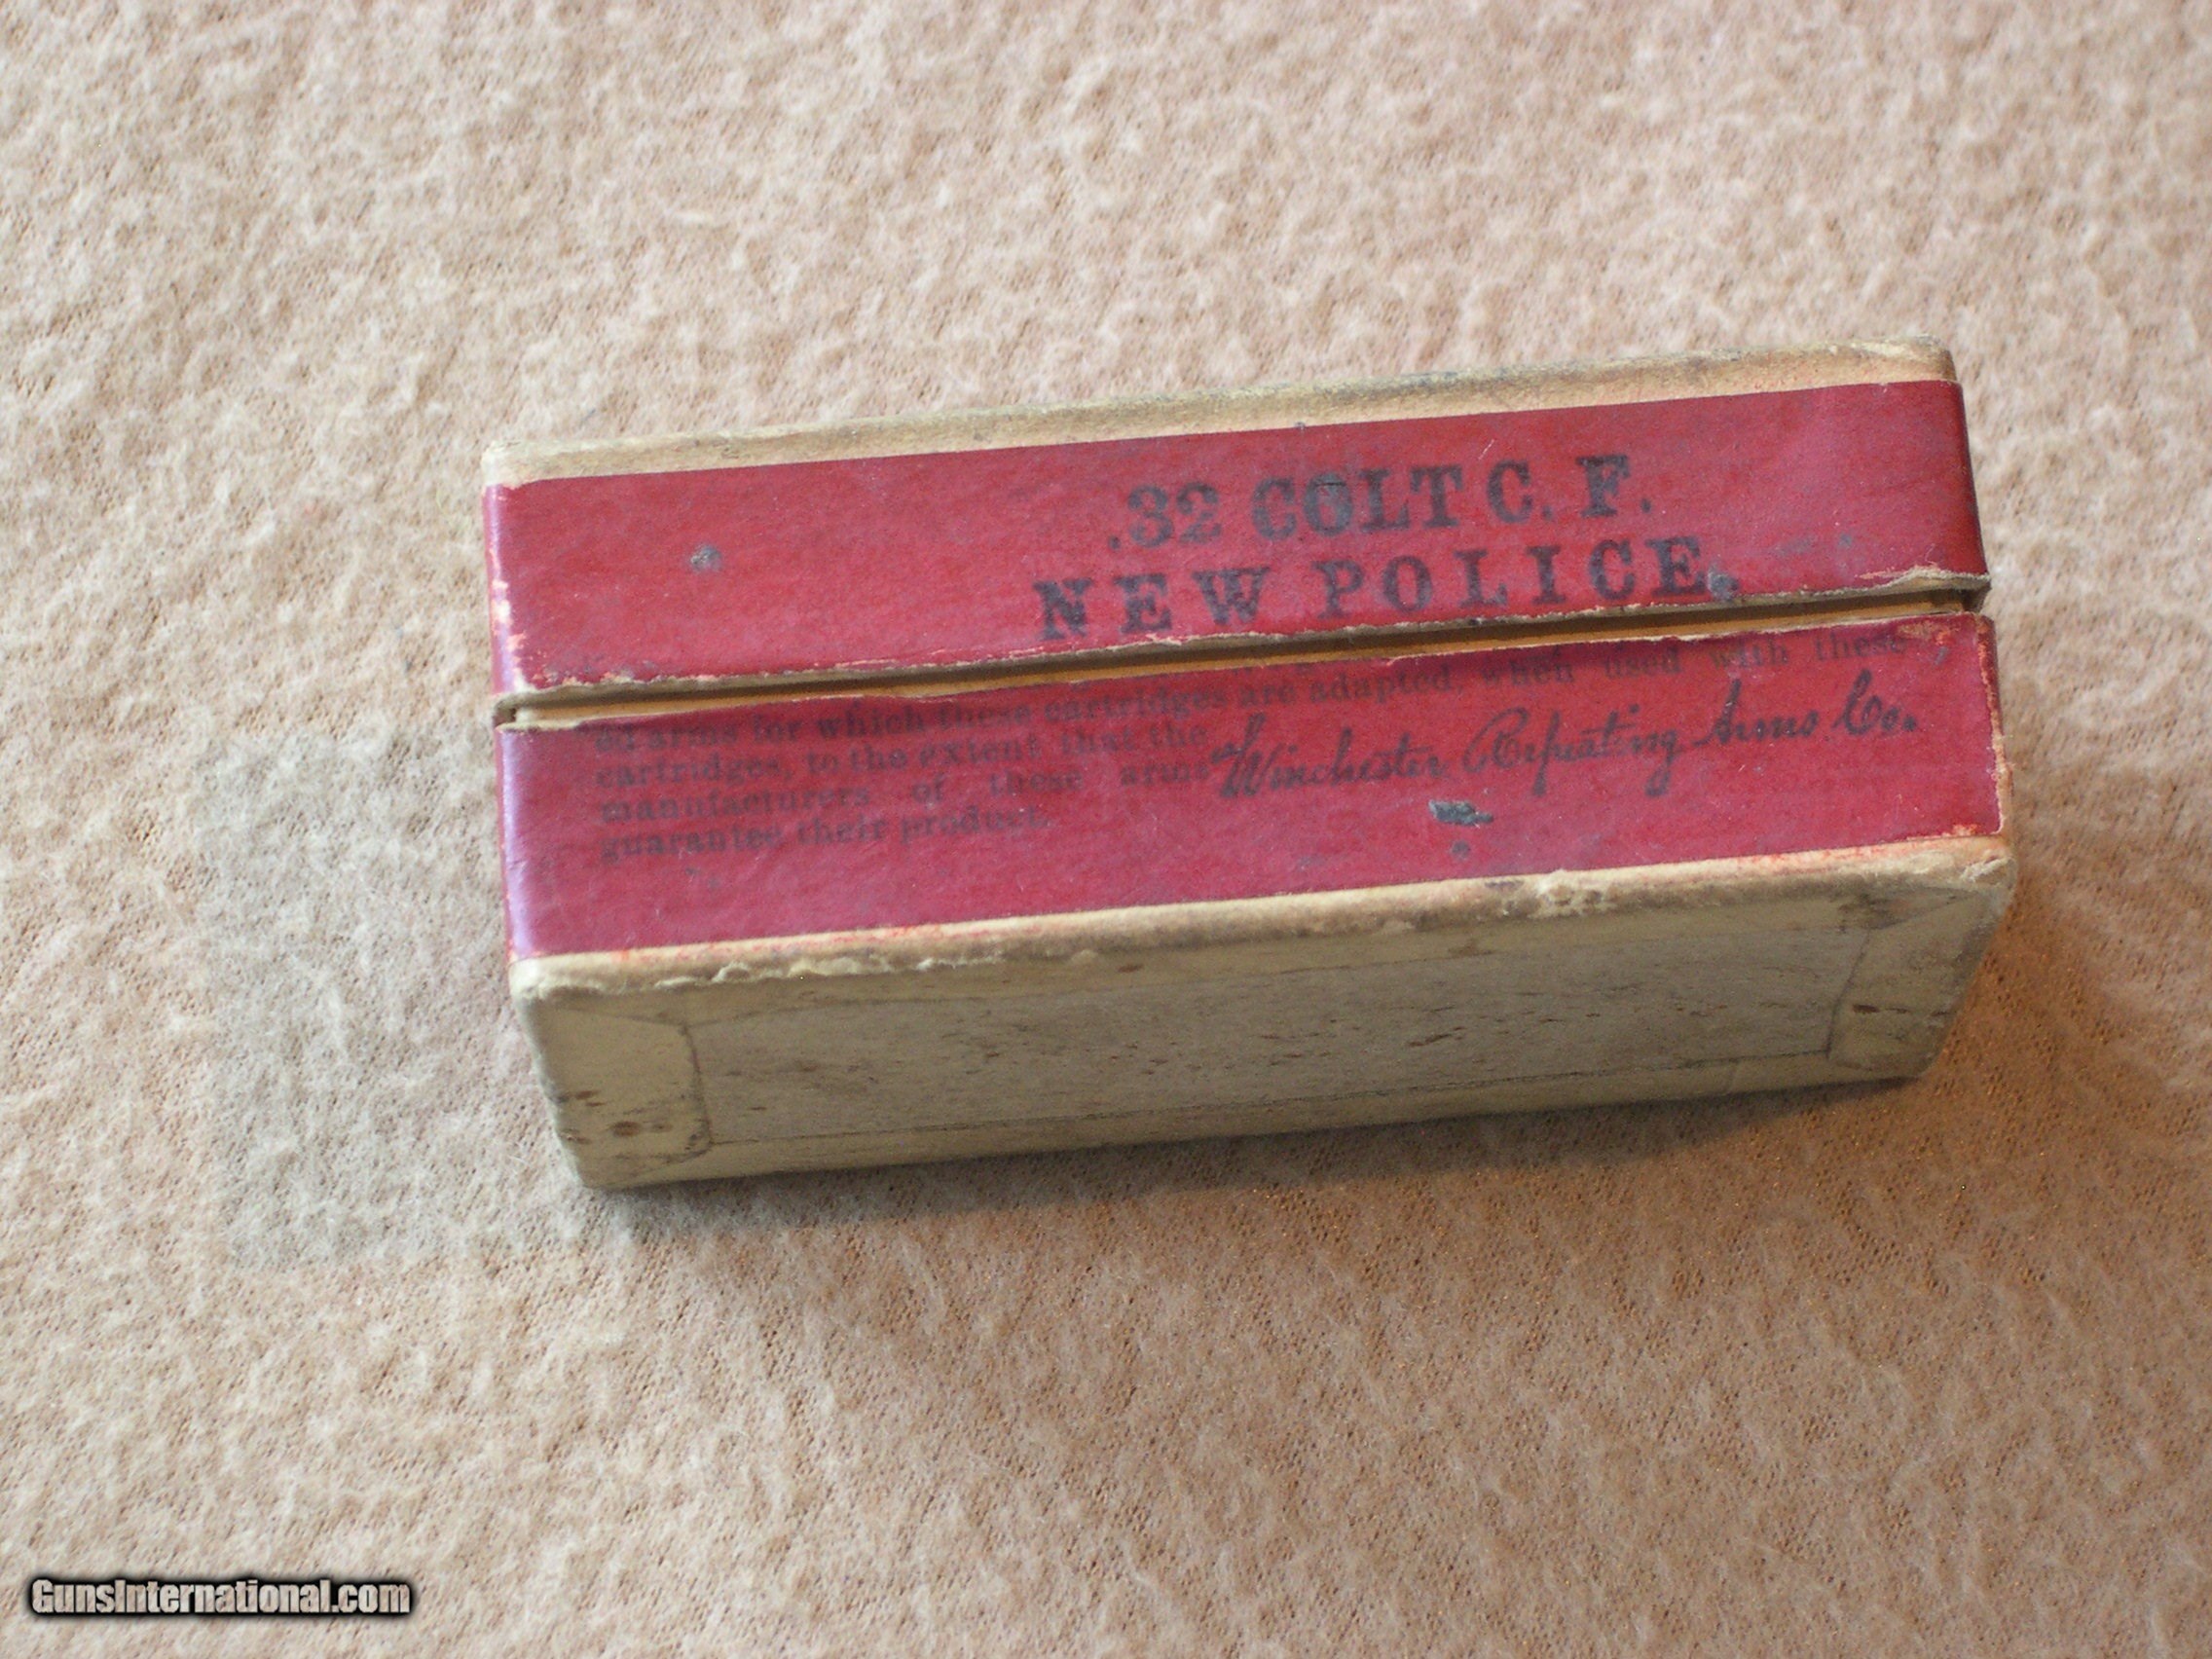 .32 COLT C. F.
NEW POLICE.
ed arms for which these cartridges are adapted, when used with these
cartridges, to the extent that the
manufacturers of these arms
guarantee their product.
Winchester Repeating Arms Co.
GunsInternational.com